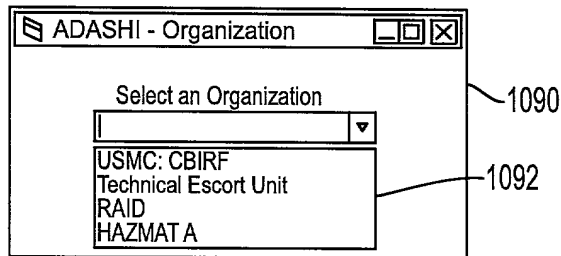 ADASHI - Organization
Select an Organization
1090
USMC: CBIRF
Technical Escort Unit
1092
RAID
HAZMAT A